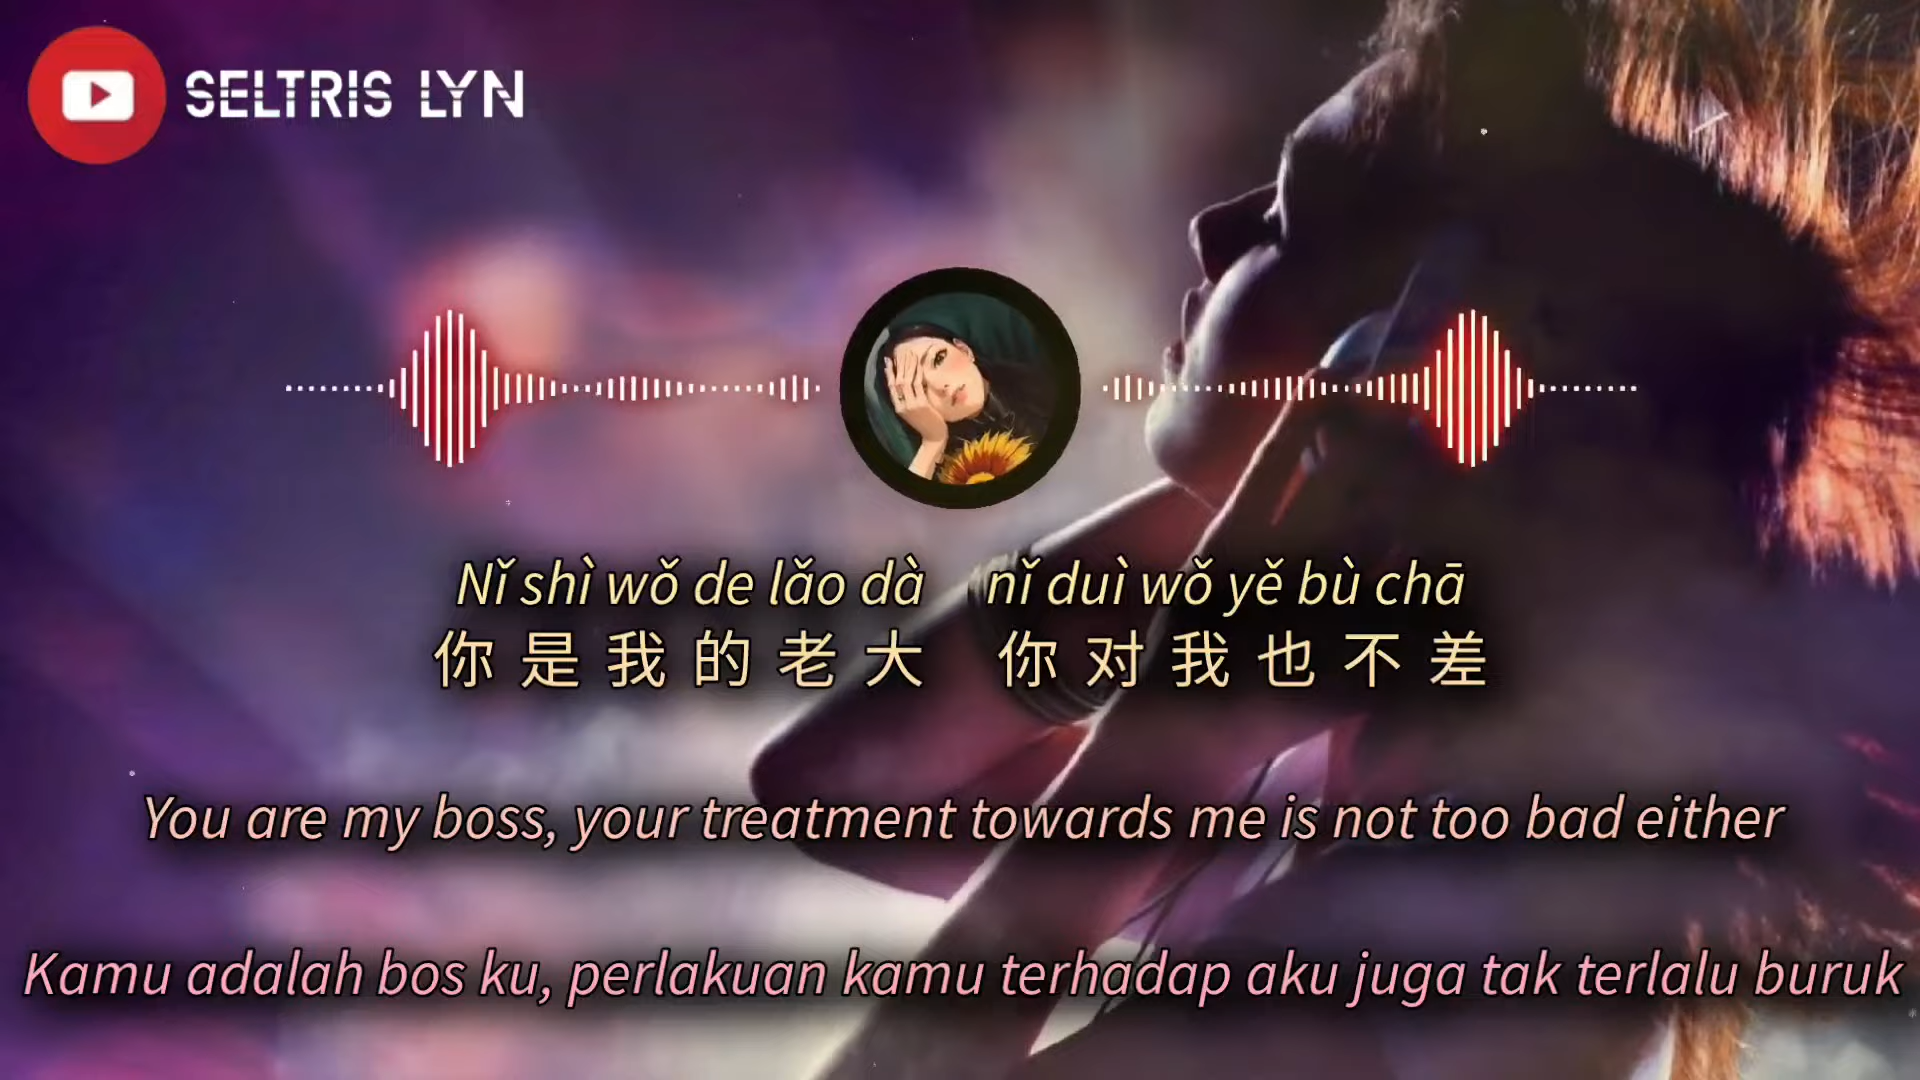 SELTRIS LYN
Nǐ shì wǒ de lǎo dà nǐ duì wǒ yě bù chā
你是我的老大 你对我也不差
You are my boss, your treatment towards me is not too bad either
Kamu adalah bos ku, perlakuan kamu terhadap aku juga tak terlalu buruk